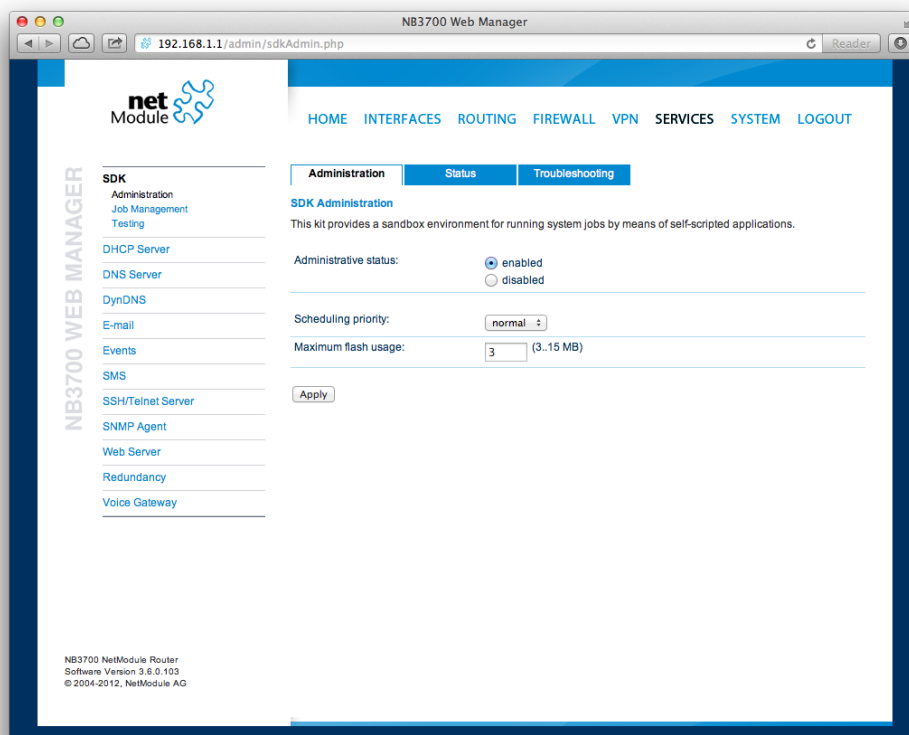 NB3700 Web Manager
192.168.1.1/admin/sdkAdmin.php
Reader
net
Module
HOME INTERFACES ROUTING FIREWALL VPN SERVICES SYSTEM LOGOUT
NB3700 WEB MANAGER
SDK
Administration
Job Management
Testing
DHCP Server
DNS Server
DynDNS
E-mail
Events
SMS
SSH/Telnet Server
SNMP Agent
Web Server
Redundancy
Voice Gateway
Administration Status Troubleshooting
SDK Administration
This kit provides a sandbox environment for running system jobs by means of self-scripted applications.
Administrative status: enabled
disabled
Scheduling priority: normal
Maximum flash usage: 3 (3..15 MB)
Apply
NB3700 NetModule Router
Software Version 3.6.0.103
© 2004-2012, NetModule AG